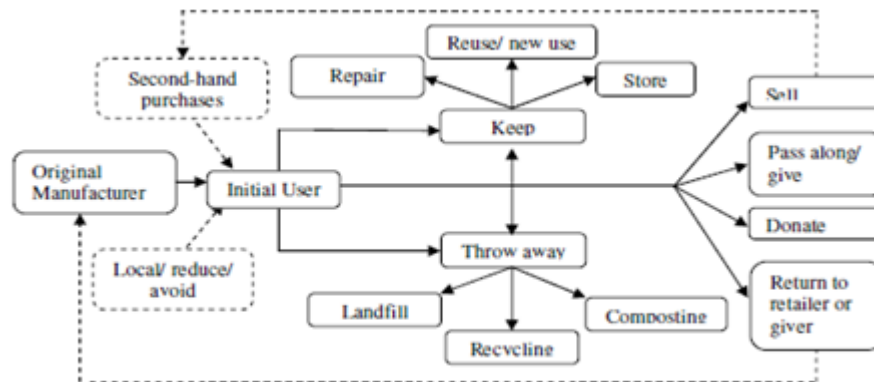 Reuse/ new use
Second-hand
purchases
Repair
Store
Sell
Keep
Original
Manufacturer
Initial User
Pass along/
give
Donate
Local/ reduce/
avoid
Throw away
Landfill
Composting
Recycling
Return to
retailer or
giver